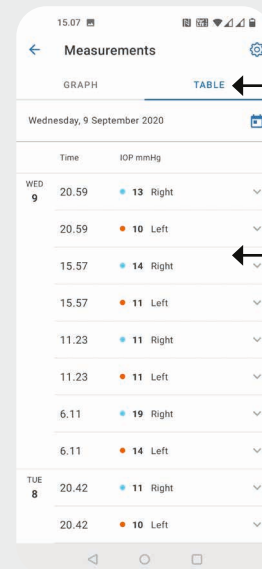 15.07
Measurements
GRAPH TABLE
Wednesday, 9 September 2020
Time IOP mmHg
WED
9
20.59 13 Right
20.59 10 Left
15.57 14 Right
15.57 11 Left
11.23 11 Right
11.23 11 Left
6.11 19 Right
6.11 14 Left
TUE
8
20.42 11 Right
20.42 10 Left